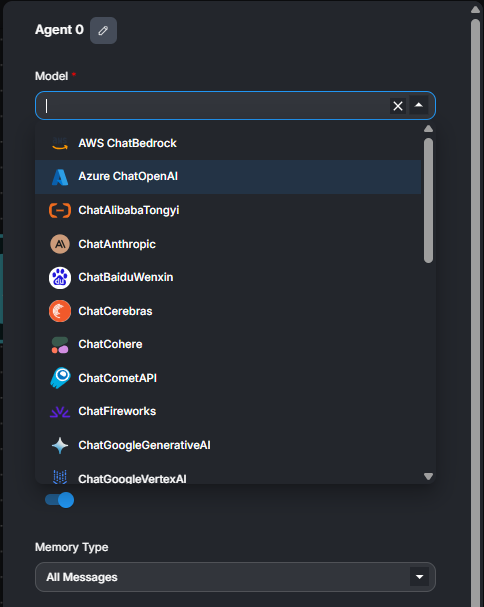 Agent 0
Model *
AWS ChatBedrock
Azure ChatOpenAI
ChatAlibabaTongyi
ChatAnthropic
ChatBaiduWenxin
ChatCerebras
ChatCohere
ChatCometAPI
ChatFireworks
ChatGoogleGenerativeAI
ChatGoogleVertexAI
Memory Type
All Messages